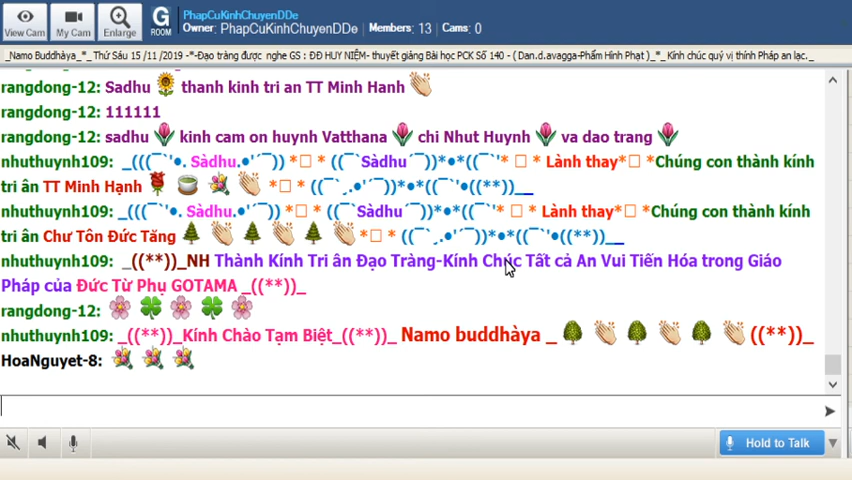 View Cam
My Cam
Enlarge
G
ROOM
PhapCuKinhChuyenDDe
Owner: PhapCuKinhChuyenDDe
Members: 13 Cams: 0
_Namo Buddhàya_*_ Thứ Sáu 15 /11 /2019 -*-Đạo tràng được nghe GS : ĐĐ HUY NIỆM- thuyết giảng Bài học PCK Số 140 - ( Dan.d.avagga-Phẩm Hình Phạt )_*_ Kính chúc quý vị thính Pháp an lạc._
rangdong-12: Sadhu 🌻 thanh kinh tri an TT Minh Hanh 👏
rangdong-12: 111111
rangdong-12: sadhu 🌷 kinh cam on huynh Vatthana 🌷 chi Nhut Huynh 🌷 va dao trang 🌷
nhuthuynh109: _(((¯`'•. Sàdhu.•'´¯)) *□ * ((¯`Sàdhu´¯))*•*((¯`'* □ * Lành thay*□ *Chúng con thành kính
tri ân TT Minh Hạnh 🌹 🍵 💐 👏 *□ * ((¯`¸.•'´¯))*•*((¯`'•((**))__
nhuthuynh109: _(((¯`'•. Sàdhu.•'´¯)) *□ * ((¯`Sàdhu´¯))*•*((¯`'* □ * Lành thay*□ *Chúng con thành kính
tri ân Chư Tôn Đức Tăng 🌲 👏 🌲 👏 🌲 👏 *□ * ((¯`¸.•'´¯))*•*((¯`'•((**))__
nhuthuynh109: _((**))_NH Thành Kính Tri ân Đạo Tràng-Kính Chúc Tất cả An Vui Tiến Hóa trong Giáo
Pháp của Đức Từ Phụ GOTAMA _((**))_
rangdong-12: 🌸 🍀 🌸 🍀 🌸
nhuthuynh109: _((**))_Kính Chào Tạm Biệt_((**))_ Namo buddhàya _ 🌳 👏 🌳 👏 🌳 👏 ((**))_
HoaNguyet-8: 💐 💐 💐
Hold to Talk